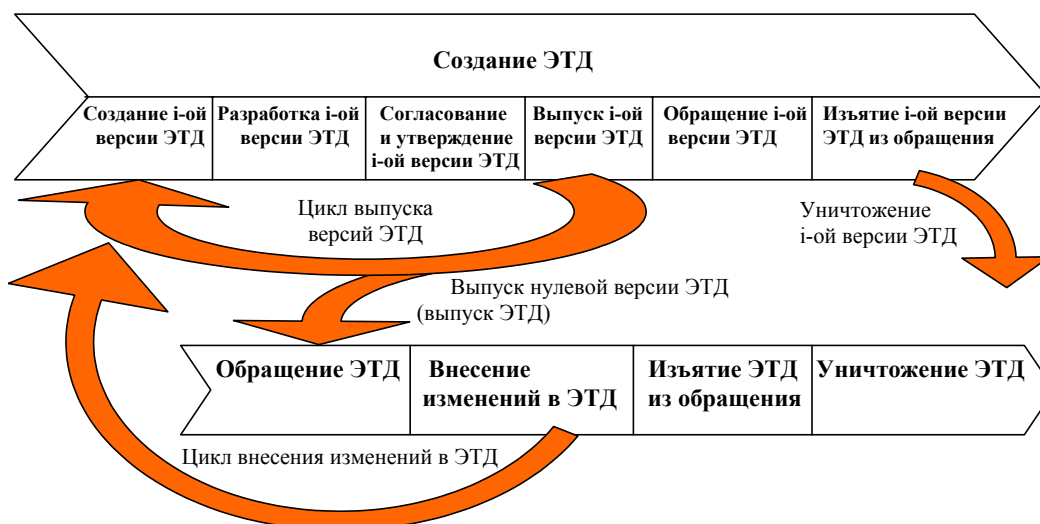 Создание ЭТД
Создание i-ой
версии ЭТД
Разработка i-ой
версии ЭТД
Согласование
и утверждение
i-ой версии ЭТД
Выпуск i-ой
версии ЭТД
Обращение i-ой
версии ЭТД
Изъятие i-ой версии
ЭТД из обращения
Цикл выпуска
версий ЭТД
Уничтожение
i-ой версии ЭТД
Выпуск нулевой версии ЭТД
(выпуск ЭТД)
Обращение ЭТД
Внесение
изменений в ЭТД
Изъятие ЭТД
из обращения
Уничтожение ЭТД
Цикл внесения изменений в ЭТД